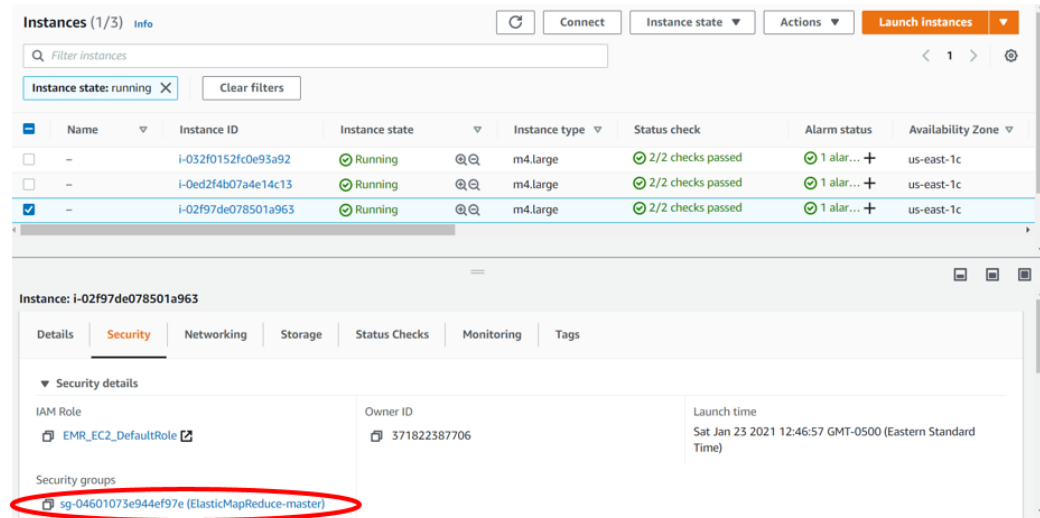 Instances (1/3) Info
Connect
Instance state
Actions
Launch instances
Filter instances
1
Instance state: running
Clear filters
Name Instance ID Instance state Instance type Status check Alarm status Availability Zone
– i-032f0152fc0e93a92 Running m4.large 2/2 checks passed 1 alar... + us-east-1c
– i-0ed2f4b07a4e14c13 Running m4.large 2/2 checks passed 1 alar... + us-east-1c
– i-02f97de078501a963 Running m4.large 2/2 checks passed 1 alar... + us-east-1c
Instance: i-02f97de078501a963
Details Security Networking Storage Status Checks Monitoring Tags
Security details
IAM Role Owner ID Launch time
EMR_EC2_DefaultRole 371822387706 Sat Jan 23 2021 12:46:57 GMT-0500 (Eastern Standard
Time)
Security groups
sg-04601073e944ef97e (ElasticMapReduce-master)